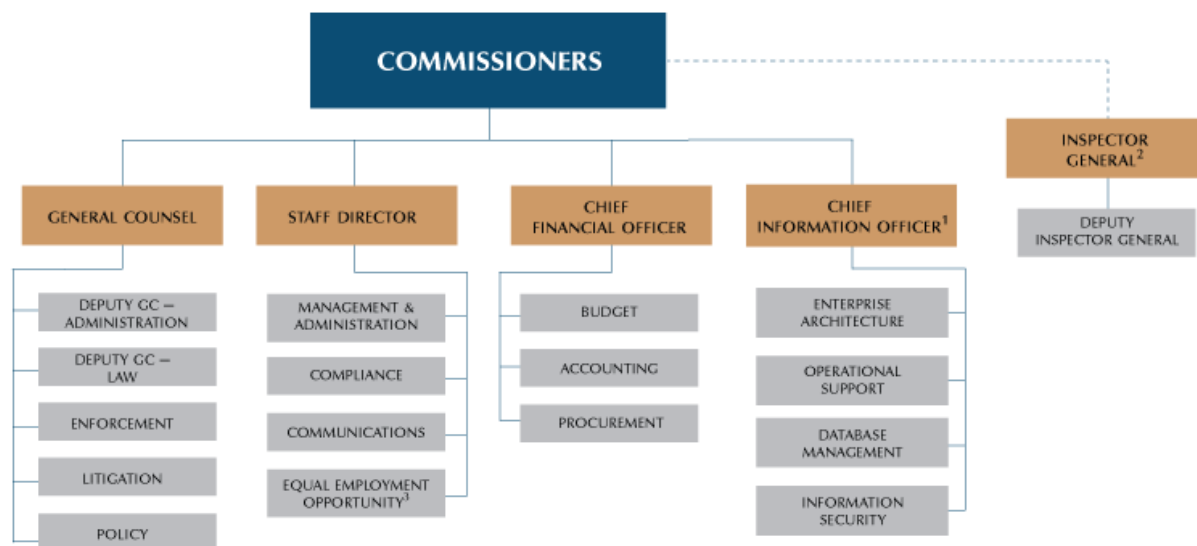 COMMISSIONERS
INSPECTOR
GENERAL²
DEPUTY
INSPECTOR GENERAL
GENERAL COUNSEL
DEPUTY GC –
ADMINISTRATION
DEPUTY GC –
LAW
ENFORCEMENT
LITIGATION
POLICY
STAFF DIRECTOR
MANAGEMENT &
ADMINISTRATION
COMPLIANCE
COMMUNICATIONS
EQUAL EMPLOYMENT
OPPORTUNITY³
CHIEF
FINANCIAL OFFICER
BUDGET
ACCOUNTING
PROCUREMENT
CHIEF
INFORMATION OFFICER¹
ENTERPRISE
ARCHITECTURE
OPERATIONAL
SUPPORT
DATABASE
MANAGEMENT
INFORMATION
SECURITY